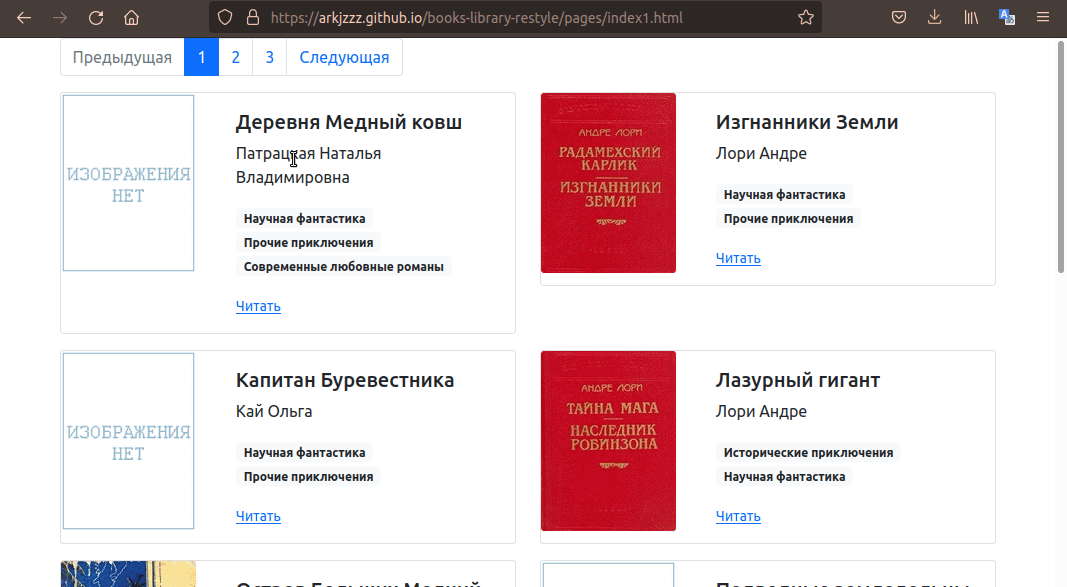 https://arkjzzz.github.io/books-library-restyle/pages/index1.html
Предыдущая 1 2 3 Следующая
ИЗОБРАЖЕНИЯ
НЕТ
Деревня Медный ковш
Патрацкая Наталья
Владимировна
Научная фантастика
Прочие приключения
Современные любовные романы
Читать
АНДРЕ ЛОРИ
РАДАМЕХСКИЙ
КАРЛИК
ИЗГНАННИКИ
ЗЕМЛИ
Изгнанники Земли
Лори Андре
Научная фантастика
Прочие приключения
Читать
ИЗОБРАЖЕНИЯ
НЕТ
Капитан Буревестника
Кай Ольга
Научная фантастика
Прочие приключения
Читать
АНДРЕ ЛОРИ
ТАЙНА МАГА
НАСЛЕДНИК
РОБИНЗОНА
Лазурный гигант
Лори Андре
Исторические приключения
Научная фантастика
Читать